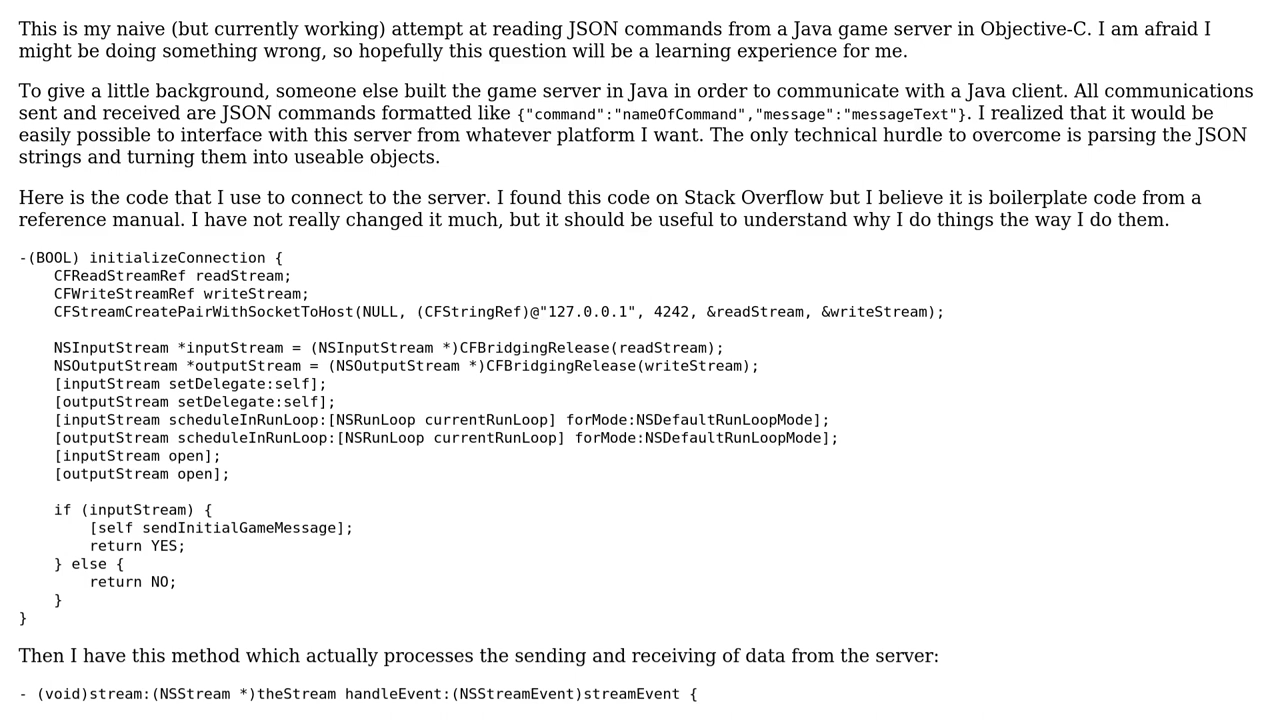 This is my naive (but currently working) attempt at reading JSON commands from a Java game server in Objective-C. I am afraid I
might be doing something wrong, so hopefully this question will be a learning experience for me.
To give a little background, someone else built the game server in Java in order to communicate with a Java client. All communications
sent and received are JSON commands formatted like {"command":"nameOfCommand","message":"messageText"}. I realized that it would be
easily possible to interface with this server from whatever platform I want. The only technical hurdle to overcome is parsing the JSON
strings and turning them into useable objects.
Here is the code that I use to connect to the server. I found this code on Stack Overflow but I believe it is boilerplate code from a
reference manual. I have not really changed it much, but it should be useful to understand why I do things the way I do them.
-(BOOL) initializeConnection {
    CFReadStreamRef readStream;
    CFWriteStreamRef writeStream;
    CFStreamCreatePairWithSocketToHost(NULL, (CFStringRef)@"127.0.0.1", 4242, &readStream, &writeStream);
    NSInputStream *inputStream = (NSInputStream *)CFBridgingRelease(readStream);
    NSOutputStream *outputStream = (NSOutputStream *)CFBridgingRelease(writeStream);
    [inputStream setDelegate:self];
    [outputStream setDelegate:self];
    [inputStream scheduleInRunLoop:[NSRunLoop currentRunLoop] forMode:NSDefaultRunLoopMode];
    [outputStream scheduleInRunLoop:[NSRunLoop currentRunLoop] forMode:NSDefaultRunLoopMode];
    [inputStream open];
    [outputStream open];
    if (inputStream) {
        [self sendInitialGameMessage];
        return YES;
    } else {
        return NO;
    }
}
Then I have this method which actually processes the sending and receiving of data from the server:
- (void)stream:(NSStream *)theStream handleEvent:(NSStreamEvent)streamEvent {